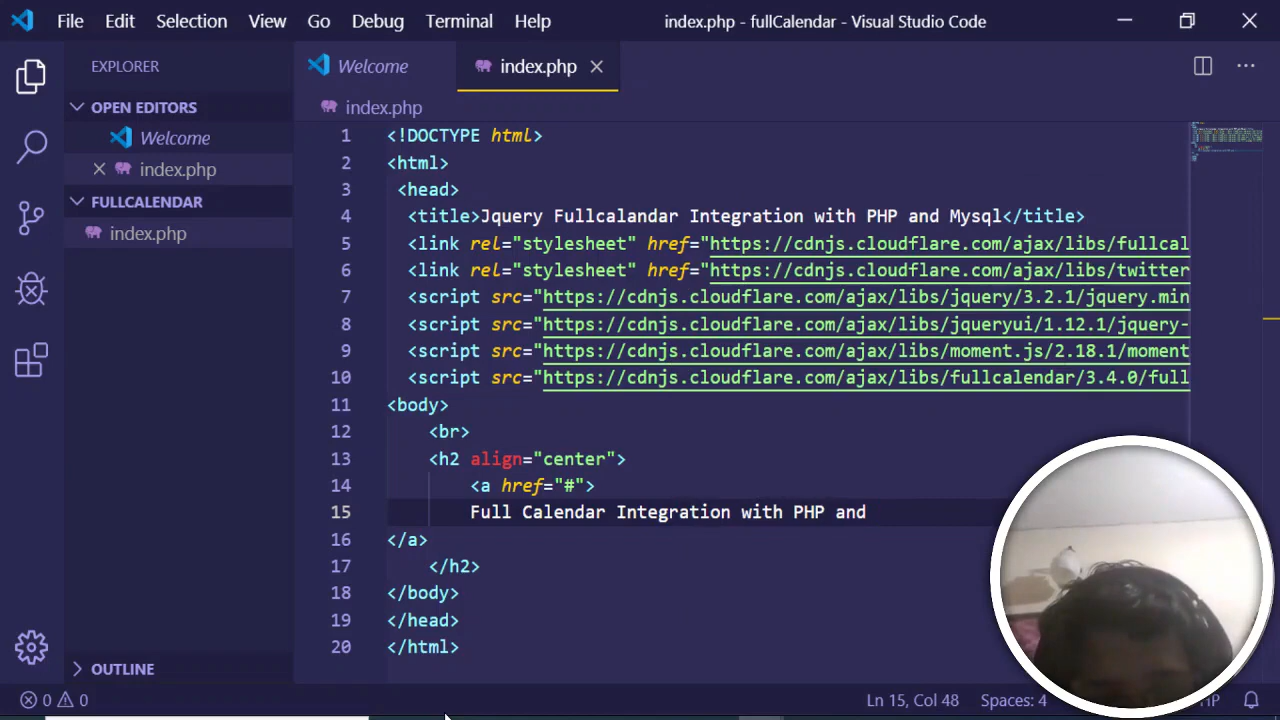 File Edit Selection View Go Debug Terminal Help
index.php - fullCalendar - Visual Studio Code
EXPLORER
OPEN EDITORS
Welcome
index.php
FULLCALENDAR
index.php
OUTLINE
Welcome
index.php
index.php
1 <!DOCTYPE html>
2 <html>
3 <head>
4 <title>Jquery Fullcalandar Integration with PHP and Mysql</title>
5 <link rel="stylesheet" href="https://cdnjs.cloudflare.com/ajax/libs/fullcal
6 <link rel="stylesheet" href="https://cdnjs.cloudflare.com/ajax/libs/twitter
7 <script src="https://cdnjs.cloudflare.com/ajax/libs/jquery/3.2.1/jquery.min
8 <script src="https://cdnjs.cloudflare.com/ajax/libs/jqueryui/1.12.1/jquery-
9 <script src="https://cdnjs.cloudflare.com/ajax/libs/moment.js/2.18.1/moment
10 <script src="https://cdnjs.cloudflare.com/ajax/libs/fullcalendar/3.4.0/full
11 <body>
12 <br>
13 <h2 align="center">
14 <a href="#">
15 Full Calendar Integration with PHP and
16 </a>
17 </h2>
18 </body>
19 </head>
20 </html>
0 0
Ln 15, Col 48
Spaces: 4
HP